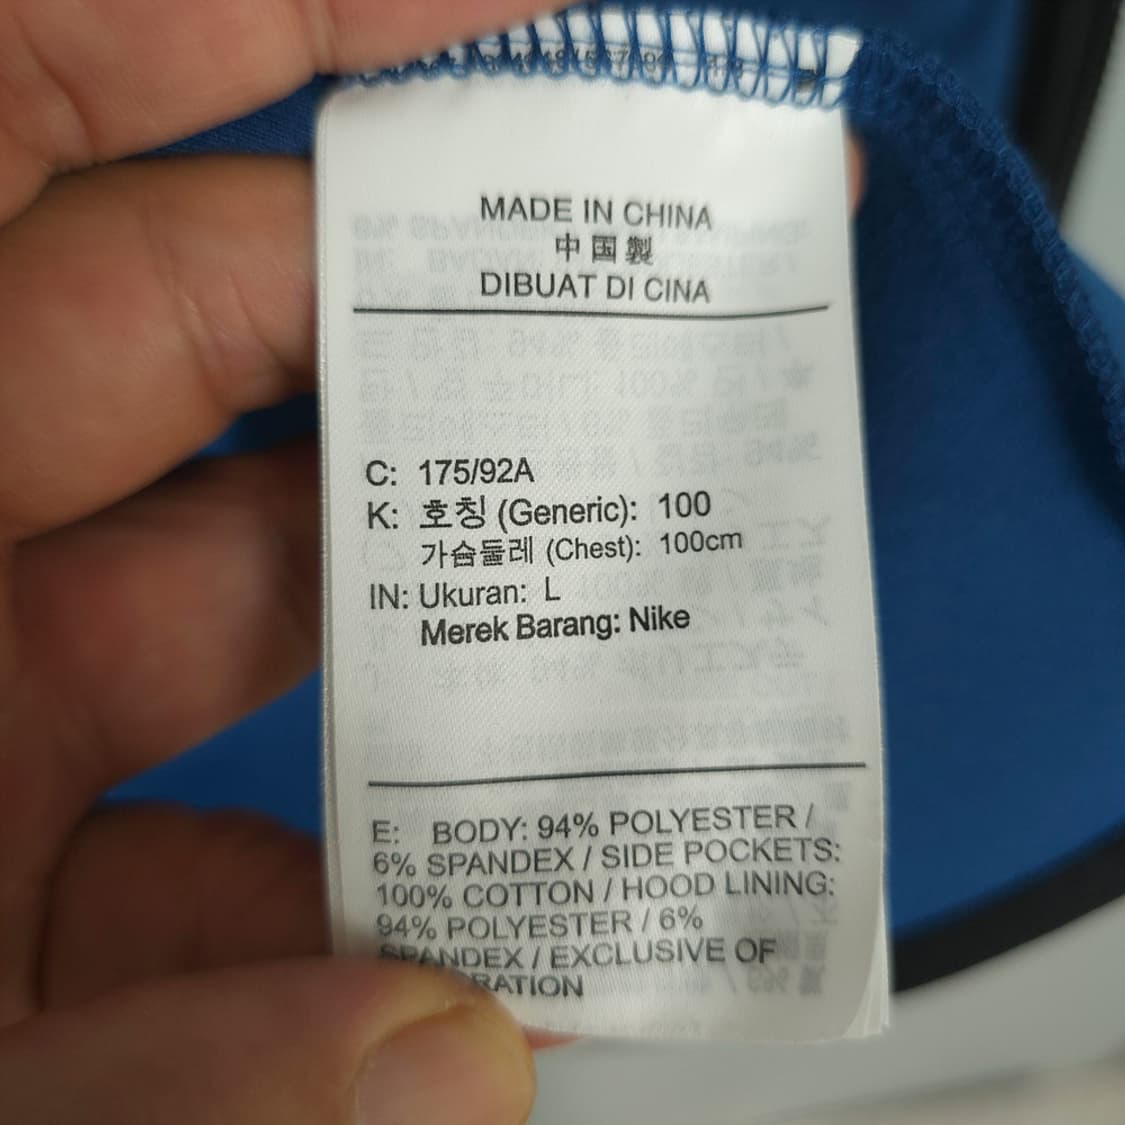 MADE IN CHINA
中国製
DIBUAT DI CINA
C: 175/92A
K: 호칭 (Generic): 100
가슴둘레 (Chest): 100cm
IN: Ukuran: L
Merek Barang: Nike
E: BODY: 94% POLYESTER /
6% SPANDEX / SIDE POCKETS:
100% COTTON / HOOD LINING:
94% POLYESTER / 6%
SPANDEX / EXCLUSIVE OF